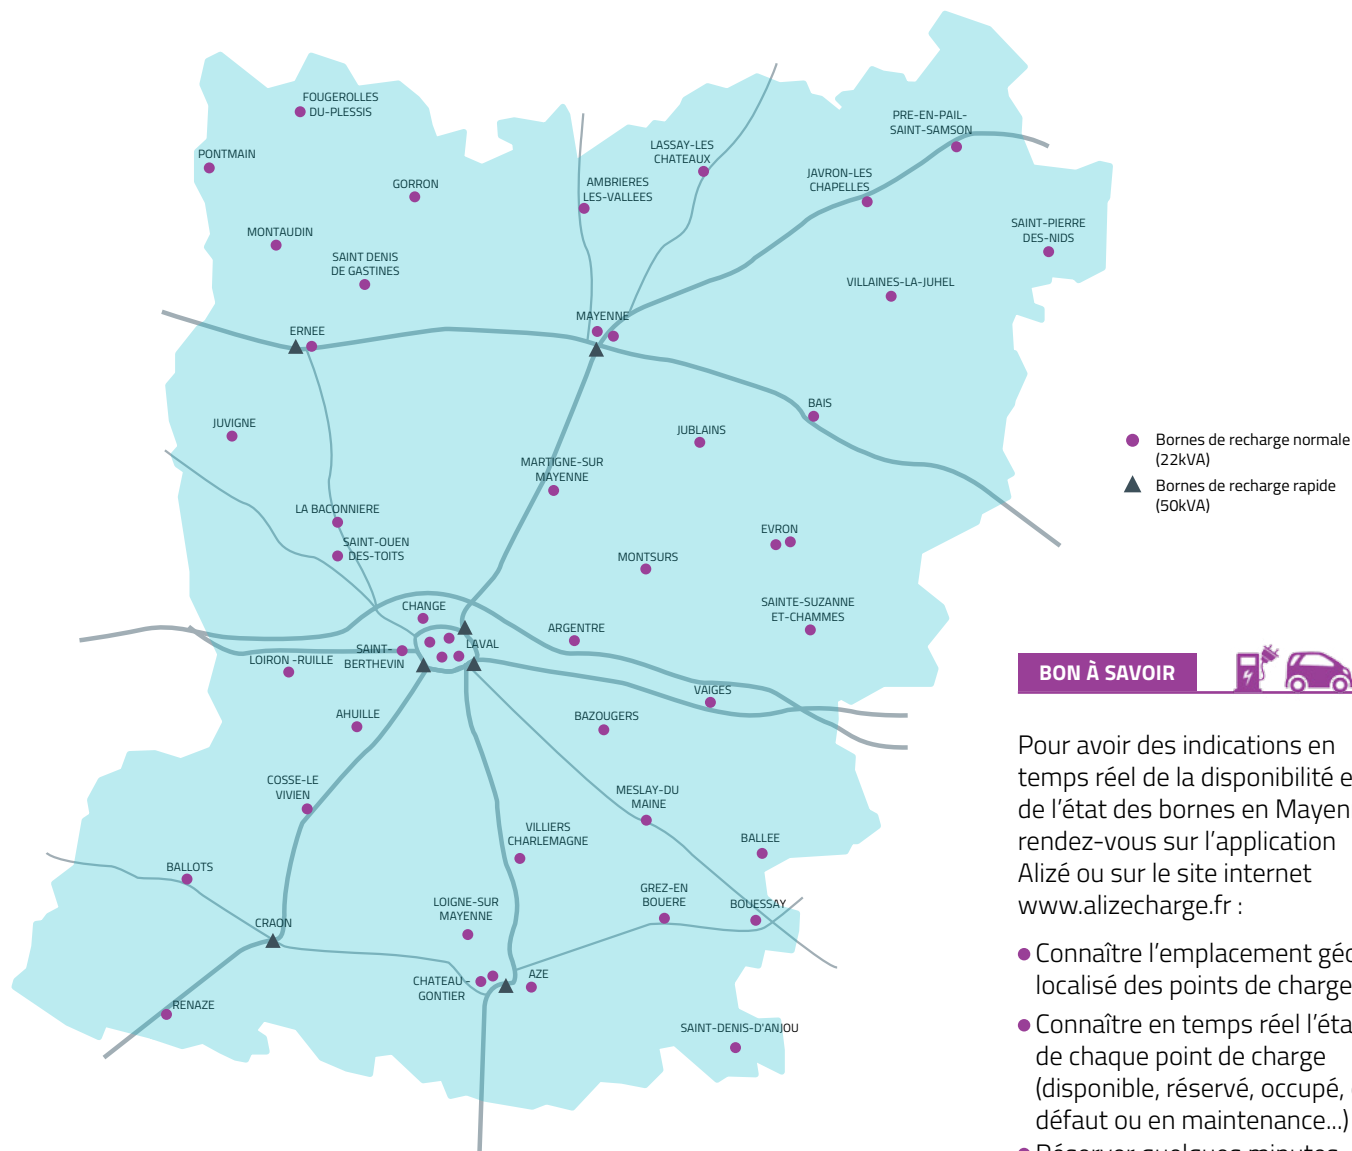 FOUGEROLLES
DU-PLESSIS
PONTMAIN
GORRON
MONTAUDIN
SAINT DENIS
DE GASTINES
AMBRIERES
LES-VALLEES
LASSAY-LES
CHATEAUX
PRE-EN-PAIL-
SAINT-SAMSON
JAVRON-LES
CHAPELLES
SAINT-PIERRE
DES-NIDS
VILLAINES-LA-JUHEL
MAYENNE
ERNEE
BAIS
JUVIGNE
JUBLAINS
MARTIGNE-SUR
MAYENNE
LA BACONNIERE
SAINT-OUEN
DES-TOITS
EVRON
MONTSURS
SAINTE-SUZANNE
ET-CHAMMES
CHANGE
ARGENTRE
LAVAL
SAINT-
BERTHEVIN
LOIRON -RUILLE
VAIGES
AHUILLE
BAZOUGERS
COSSE-LE
VIVIEN
MESLAY-DU
MAINE
VILLIERS
CHARLEMAGNE
BALLEE
BALLOTS
GREZ-EN
BOUERE
BOUESSAY
LOIGNE-SUR
MAYENNE
CRAON
CHATEAU -
GONTIER
AZE
RENAZE
SAINT-DENIS-D'ANJOU
Bornes de recharge normale
(22kVA)
Bornes de recharge rapide
(50kVA)
BON À SAVOIR
Pour avoir des indications en
temps réel de la disponibilité e
de l'état des bornes en Mayen
rendez-vous sur l'application
Alizé ou sur le site internet
www.alizecharge.fr :
Connaître l'emplacement géo
localisé des points de charge
Connaître en temps réel l'éta
de chaque point de charge
(disponible, réservé, occupé,
défaut ou en maintenance...)
Réserver quelques minutes